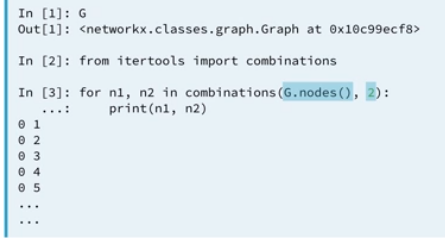 In [1]: G
Out[1]: <networkx.classes.graph.Graph at 0x10c99ecf8>
In [2]: from itertools import combinations
In [3]: for n1, n2 in combinations(G.nodes(), 2):
   ...:     print(n1, n2)
0 1
0 2
0 3
0 4
0 5
...
...